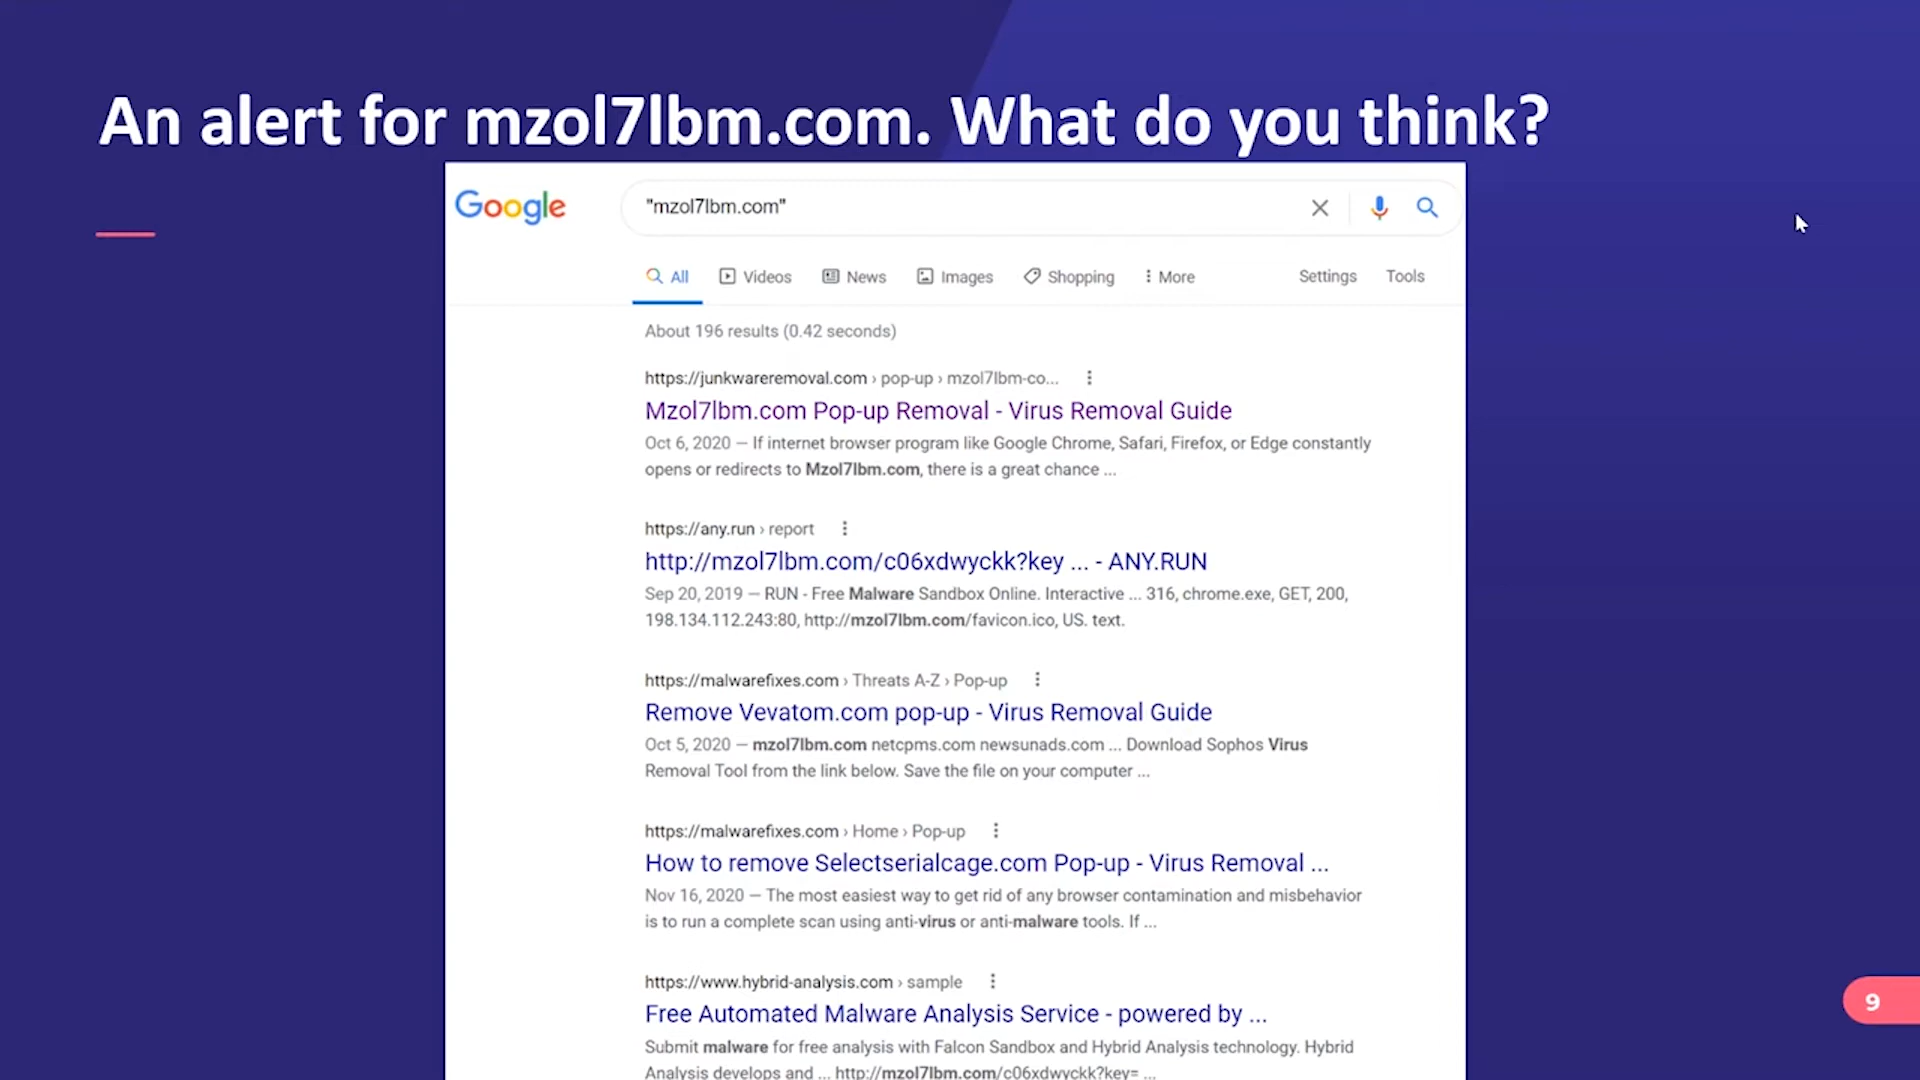 An alert for mzol7lbm.com. What do you think?
Google
"mzol7lbm.com"
All Videos News Images Shopping More Settings Tools
About 196 results (0.42 seconds)
https://junkwareremoval.com › pop-up › mzol7lbm-co...
Mzol7lbm.com Pop-up Removal - Virus Removal Guide
Oct 6, 2020 — If internet browser program like Google Chrome, Safari, Firefox, or Edge constantly
opens or redirects to Mzol7lbm.com, there is a great chance ...
https://any.run › report
http://mzol7lbm.com/c06xdwyckk?key ... - ANY.RUN
Sep 20, 2019 — RUN - Free Malware Sandbox Online. Interactive ... 316, chrome.exe, GET, 200,
198.134.112.243:80, http://mzol7lbm.com/favicon.ico, US. text.
https://malwarefixes.com › Threats A-Z › Pop-up
Remove Vevatom.com pop-up - Virus Removal Guide
Oct 5, 2020 — mzol7lbm.com netcpms.com newsunads.com ... Download Sophos Virus
Removal Tool from the link below. Save the file on your computer ...
https://malwarefixes.com › Home › Pop-up
How to remove Selectserialcage.com Pop-up - Virus Removal ...
Nov 16, 2020 — The most easiest way to get rid of any browser contamination and misbehavior
is to run a complete scan using anti-virus or anti-malware tools. If ...
https://www.hybrid-analysis.com › sample
Free Automated Malware Analysis Service - powered by ...
Submit malware for free analysis with Falcon Sandbox and Hybrid Analysis technology. Hybrid
Analysis develops and ... http://mzol7lbm.com/c06xdwyckk?key= ...
9